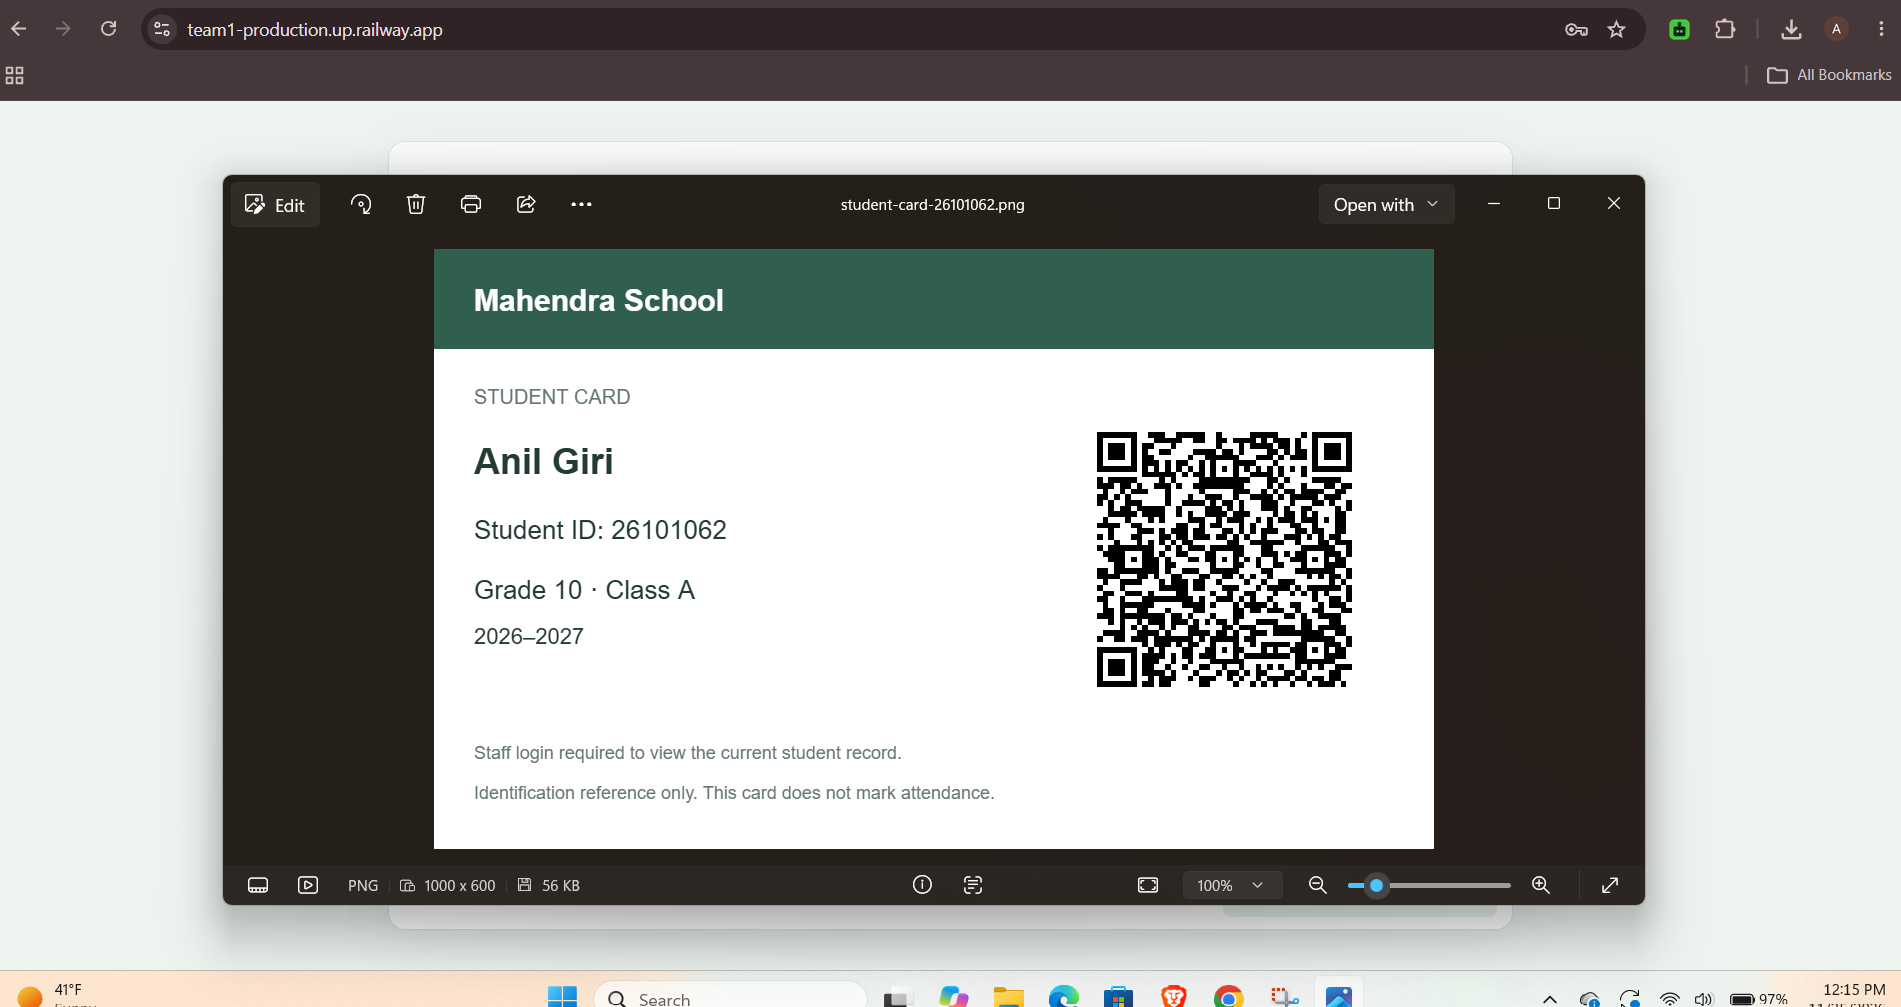 team1-production.up.railway.app
A
All Bookmarks
Edit
student-card-26101062.png
Open with
Mahendra School
STUDENT CARD
Anil Giri
Student ID: 26101062
Grade 10 · Class A
2026–2027
Staff login required to view the current student record.
Identification reference only. This card does not mark attendance.
PNG
1000 x 600
56 KB
100%
41°F
Search
97%
12:15 PM